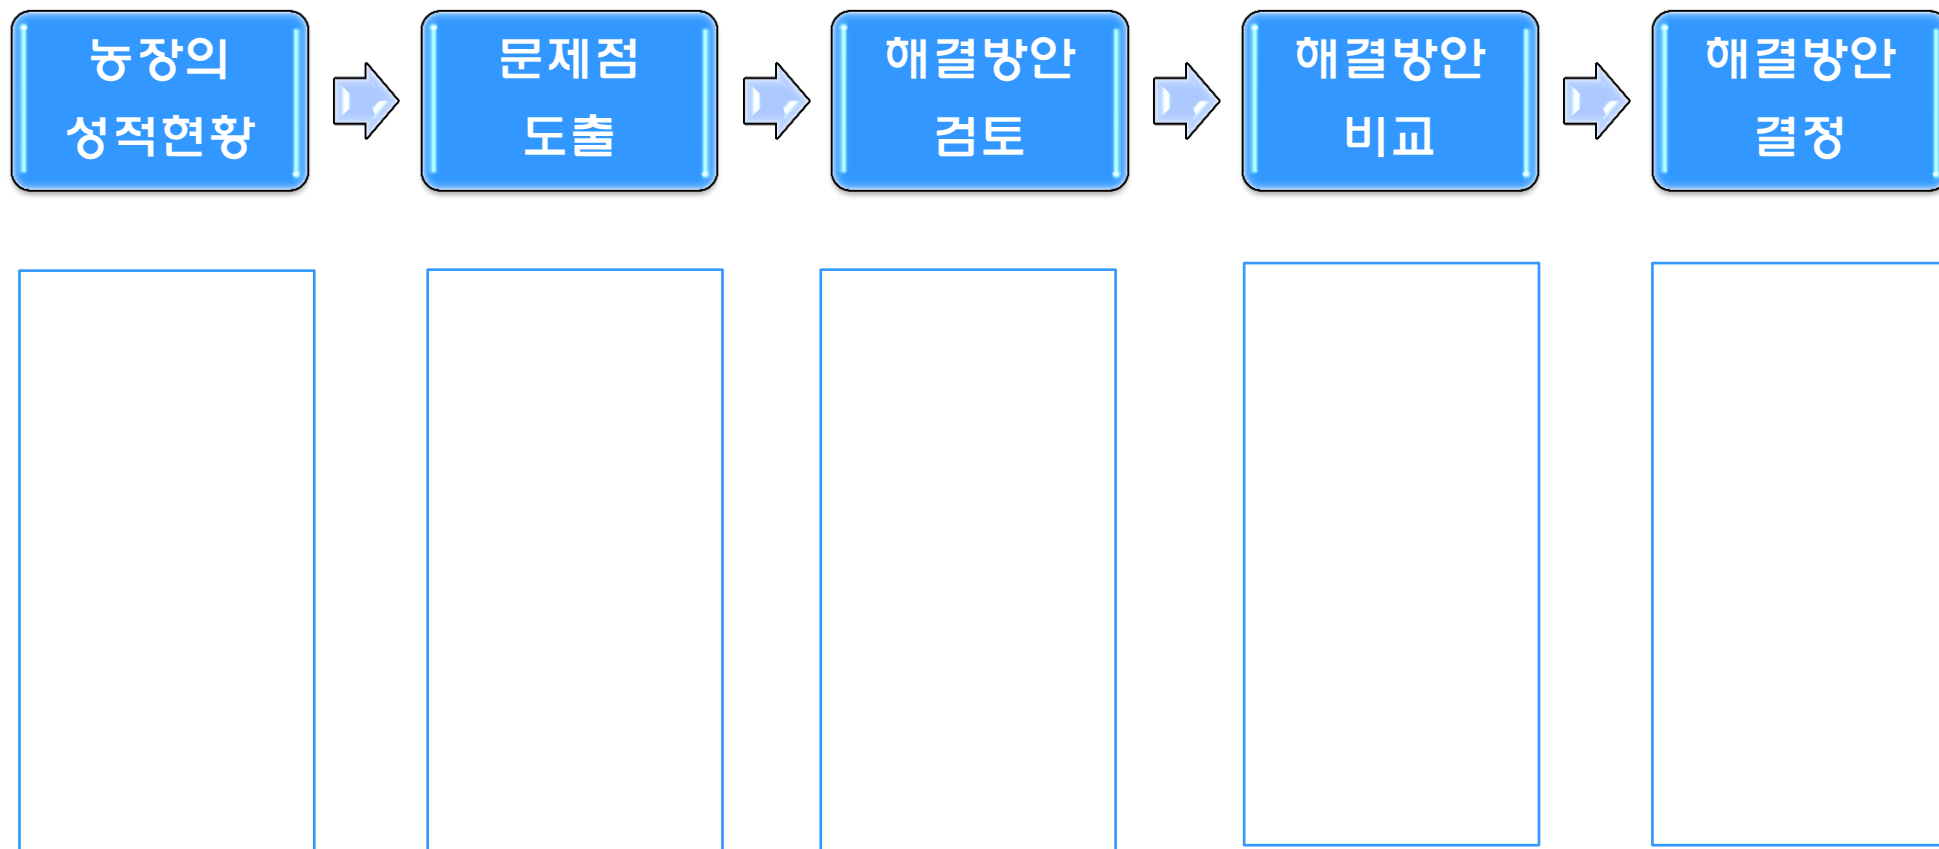 농장의
성적현황
문제점
도출
해결방안
검토
해결방안
비교
해결방안
결정